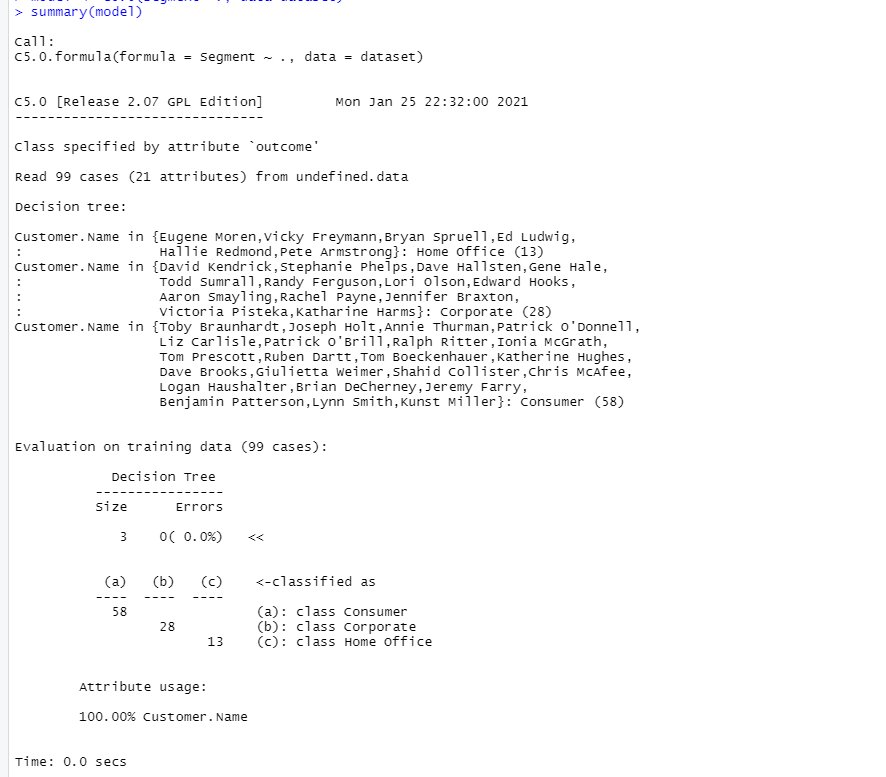 > summary(model)
Call:
C5.0.formula(formula = Segment ~ ., data = dataset)
C5.0 [Release 2.07 GPL Edition]         Mon Jan 25 22:32:00 2021
-------------------------------
Class specified by attribute `outcome'
Read 99 cases (21 attributes) from undefined.data
Decision tree:
Customer.Name in {Eugene Moren,Vicky Freymann,Bryan Spruell,Ed Ludwig,
:                 Hallie Redmond,Pete Armstrong}: Home Office (13)
Customer.Name in {David Kendrick,Stephanie Phelps,Dave Hallsten,Gene Hale,
:                 Todd Sumrall,Randy Ferguson,Lori Olson,Edward Hooks,
:                 Aaron Smayling,Rachel Payne,Jennifer Braxton,
:                 Victoria Pisteka,Katharine Harms}: Corporate (28)
Customer.Name in {Toby Braunhardt,Joseph Holt,Annie Thurman,Patrick O'Donnell,
                  Liz Carlisle,Patrick O'Brill,Ralph Ritter,Ionia McGrath,
                  Tom Prescott,Ruben Dartt,Tom Boeckenhauer,Katherine Hughes,
                  Dave Brooks,Giulietta Weimer,Shahid Collister,Chris McAfee,
                  Logan Haushalter,Brian DeCherney,Jeremy Farry,
                  Benjamin Patterson,Lynn Smith,Kunst Miller}: Consumer (58)
Evaluation on training data (99 cases):
            Decision Tree
          ----------------
          Size      Errors
             3    0( 0.0%)   <<
           (a)   (b)   (c)    <-classified as
          ----  ----  ----
            58                (a): class Consumer
                  28          (b): class Corporate
                        13    (c): class Home Office
        Attribute usage:
        100.00% Customer.Name
Time: 0.0 secs